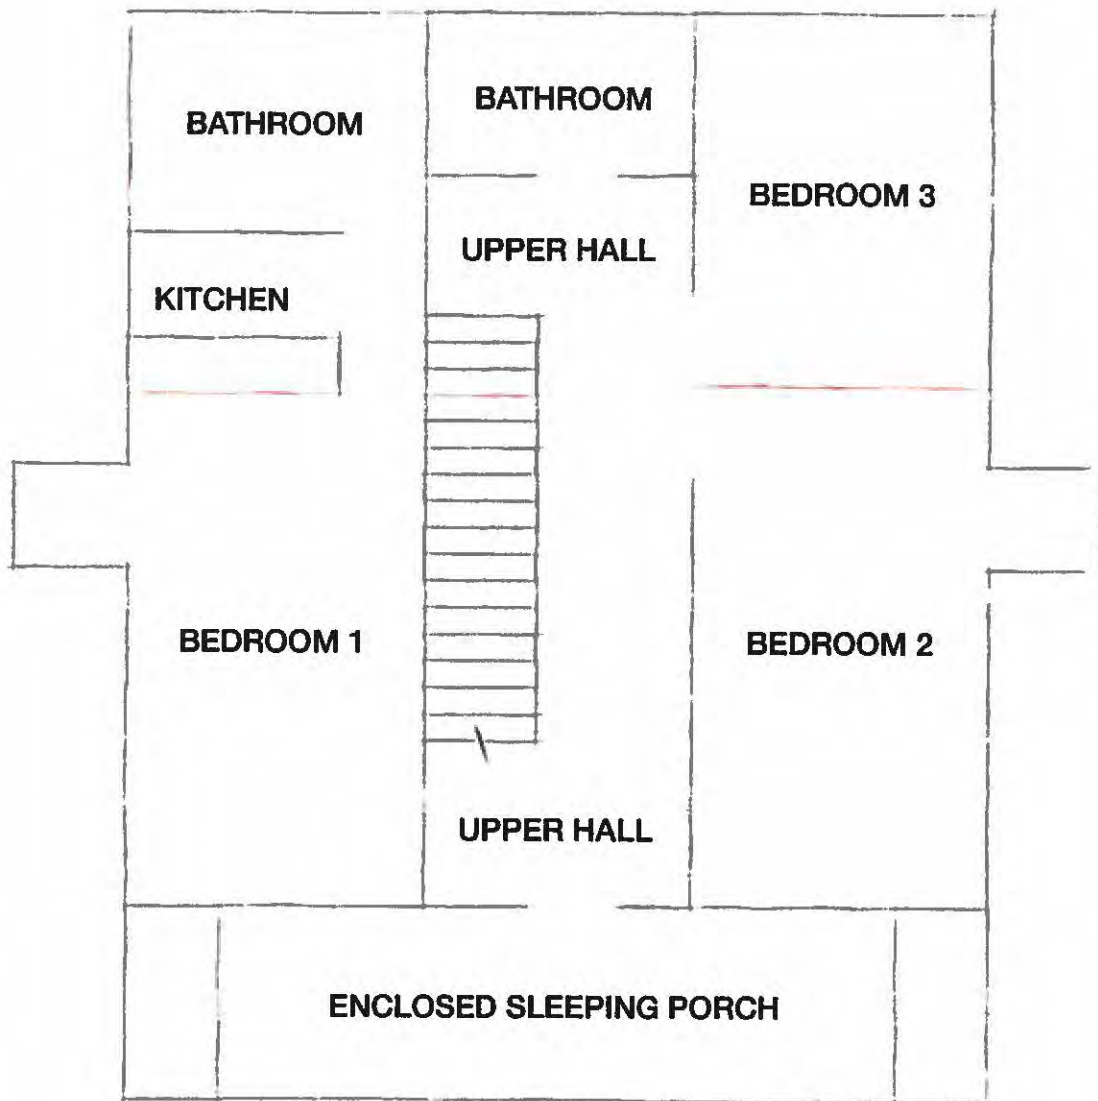 BATHROOM
BATHROOM
BEDROOM 3
UPPER HALL
KITCHEN
BEDROOM 1
BEDROOM 2
UPPER HALL
ENCLOSED SLEEPING PORCH